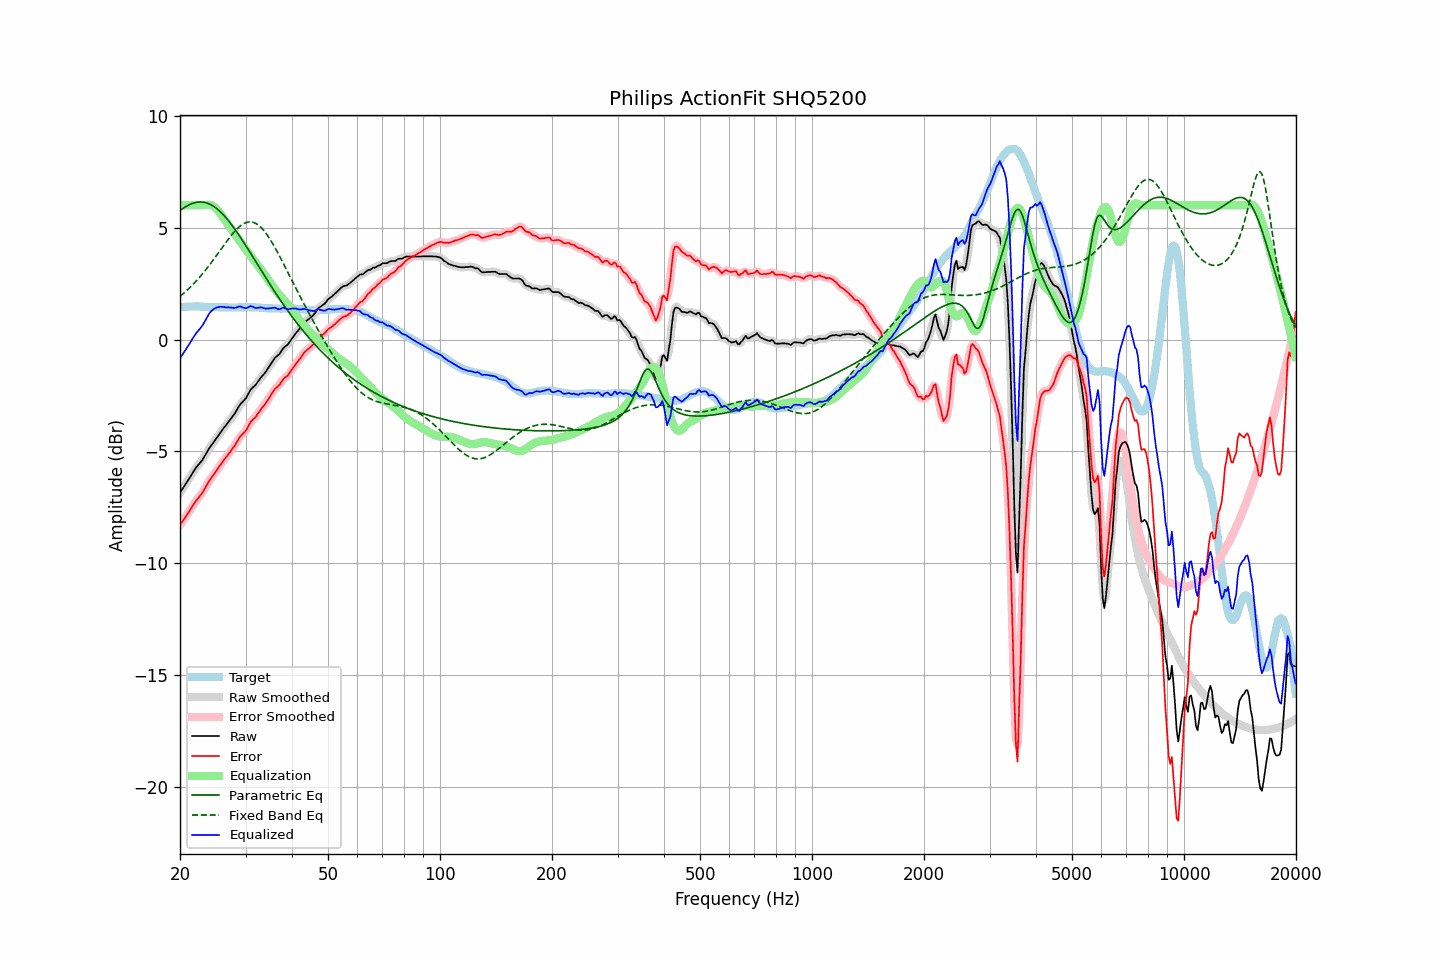 Philips ActionFit SHQ5200
Amplitude (dBr)
10
5
0
−5
−10
−15
−20
Target
Raw Smoothed
Error Smoothed
Raw
Error
Equalization
Parametric Eq
Fixed Band Eq
Equalized
20 50 100 200 500 1000 2000 5000 10000 20000
Frequency (Hz)